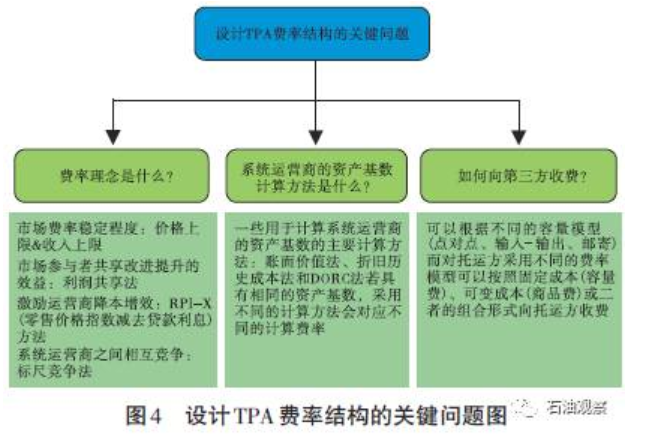 设计TPA费率结构的关键问题
费率理念是什么?
系统运营商的资产基数
计算方法是什么?
如何向第三方收费?
市场费率稳定程度：价格上
限&收入上限
市场参与者共享改进提升的
效益：利润共享法
激励运营商降本增效：RPI-X
(零售价格指数减去贷款利息)
方法
系统运营商之间相互竞争：
标尺竞争法
一些用于计算系统运营商
的资产基数的主要计算方
法：账面价值法、折旧历
史成本法和DORC法若具
有相同的资产基数，采用
不同的计算方法会对应不
同的计算费率
可以根据不同的容量模型
(点对点、输入-输出、邮寄)
而对托运方采用不同的费率
模型可以按照固定成本(容量
费)、可变成本(商品费)或二
者的组合形式向托运方收费
图4 设计TPA费率结构的关键问题图
石油观察